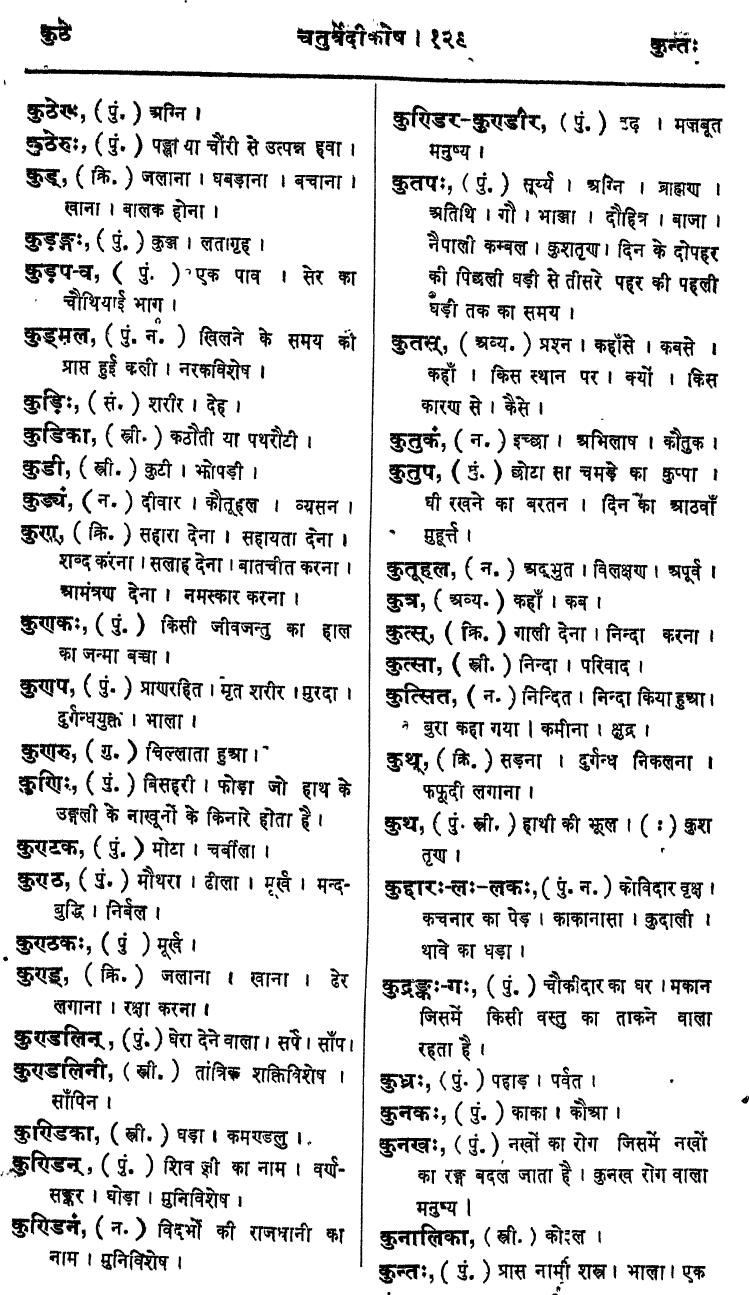 कुठे
चतुर्वेदीकोष । १२९
कुन्तः
कुठेरः, ( पुं. ) अग्नि ।
कुठेरुः, ( पुं. ) पङ्खा या चौंरी से उत्पन्न हवा ।
कुड्, ( क्रि. ) जलाना । घबड़ाना । बचाना ।
खाना । बालक होना ।
कुड़ङ्गः, ( पुं. ) कुञ्ज । लतागृह ।
कुड़प-व, ( पुं. ) एक पाव । सेर का
चौथियाई भाग ।
कुड्मल, ( पुं. न. ) खिलने के समय को
प्राप्त हुई कली । नरकविशेष ।
कुड़िः, ( सं. ) शरीर । देह ।
कुडिका, ( स्त्री. ) कठौती या पथरौटी ।
कुडी, ( स्त्री. ) कुटी । झोपड़ी ।
कुड्यं, ( न. ) दीवार । कौतूहल । व्यसन ।
कुण्, ( क्रि. ) सहारा देना । सहायता देना ।
शब्द करना । सलाह देना । बातचीत करना ।
आमंत्रण देना । नमस्कार करना ।
कुणकः, ( पुं. ) किसी जीवजन्तु का हाल
का जन्मा बच्चा ।
कुणप, ( पुं. ) प्राणरहित । मृत शरीर । मुरदा ।
दुर्गन्धयुक्त । भाला ।
कुणरु, ( गु. ) चिल्लाता हुआ ।
कुणिः, ( पुं. ) बिसहरी । फोड़ा जो हाथ के
उङ्गली के नाखूनों के किनारे होता है ।
कुण्टक, ( पुं. ) मोटा । चर्बीला ।
कुण्ठ, ( पुं. ) मौथरा । ढीला । मूर्ख । मन्द-
बुद्धि । निर्बल ।
कुण्ठकः, ( पुं ) मूर्ख ।
कुण्ड्, ( क्रि. ) जलाना । खाना । ढेर
लगाना । रक्षा करना ।
कुण्डलिन्, ( पुं. ) घेरा देने वाला । सर्प । साँप ।
कुण्डलिनी, ( स्त्री. ) तांत्रिक शक्तिविशेष ।
साँपिन ।
कुण्डिका, ( स्त्री. ) घड़ा । कमण्डलु ।
कुण्डिन्, ( पुं. ) शिव जी का नाम । वर्ण-
सङ्कर । घोड़ा । मुनिविशेष ।
कुण्डिनं, ( न. ) विदर्भों की राजधानी का
नाम । मुनिविशेष ।
कुण्डिर-कुण्डीर, ( पुं. ) । मजबूत
मनुष्य ।
कुतपः, ( पुं. ) सूर्य्य । अग्नि । ब्राह्मण ।
अतिथि । गौ । भाञ्जा । दौहित्र । बाजा ।
नैपाली कम्बल । कुशतृण । दिन के दोपहर
की पिछली घड़ी से तीसरे पहर की पहली
घड़ी तक का समय ।
कुतस्, ( अव्य. ) प्रश्न । कहाँसे । कबसे ।
कहाँ । किस स्थान पर । क्यों । किस
कारण से । कैसे ।
कुतुकं, ( न. ) इच्छा । अभिलाष । कौतुक ।
कुतुप, ( पुं. ) छोटा सा चमड़े का कुप्पा ।
घी रखने का बरतन । दिन का आठवाँ
मुहूर्त्त ।
कुतूहल, ( न. ) अद्भुत । विलक्षण । अपूर्व ।
कुत्र, ( अव्य. ) कहाँ । कब ।
कुत्स्, ( क्रि. ) गाली देना । निन्दा करना ।
कुत्सा, ( स्त्री. ) निन्दा । परिवाद ।
कुत्सित, ( न. ) निन्दित । निन्दा किया हुआ ।
बुरा कहा गया । कमीना । क्षुद्र ।
कुथ्, ( क्रि. ) सड़ना । दुर्गन्ध निकलना ।
फफूदी लगाना ।
कुथ, ( पुं. स्त्री. ) हाथी की झूल । ( : ) कुश
तृण ।
कुद्दारः-लः-लकः, ( पुं. न. ) कोविदार वृक्ष ।
कचनार का पेड़ । काकानासा । कुदाली ।
थावे का धड़ा ।
कुद्रङ्कः-गः, ( पुं. ) चौकीदार का घर । मकान
जिसमें किसी वस्तु का ताकने वाला
रहता है ।
कुध्रः, ( पुं. ) पहाड़ । पर्वत ।
कुनकः, ( पुं. ) काका । कौआ ।
कुनखः, ( पुं. ) नखों का रोग जिसमें नखों
का रङ्ग बदल जाता है । कुनख रोग वाला
मनुष्य ।
कुनालिका, ( स्त्री. ) कोइल ।
कुन्तः, ( पुं. ) प्रास नामी शस्त्र । भाला । एक